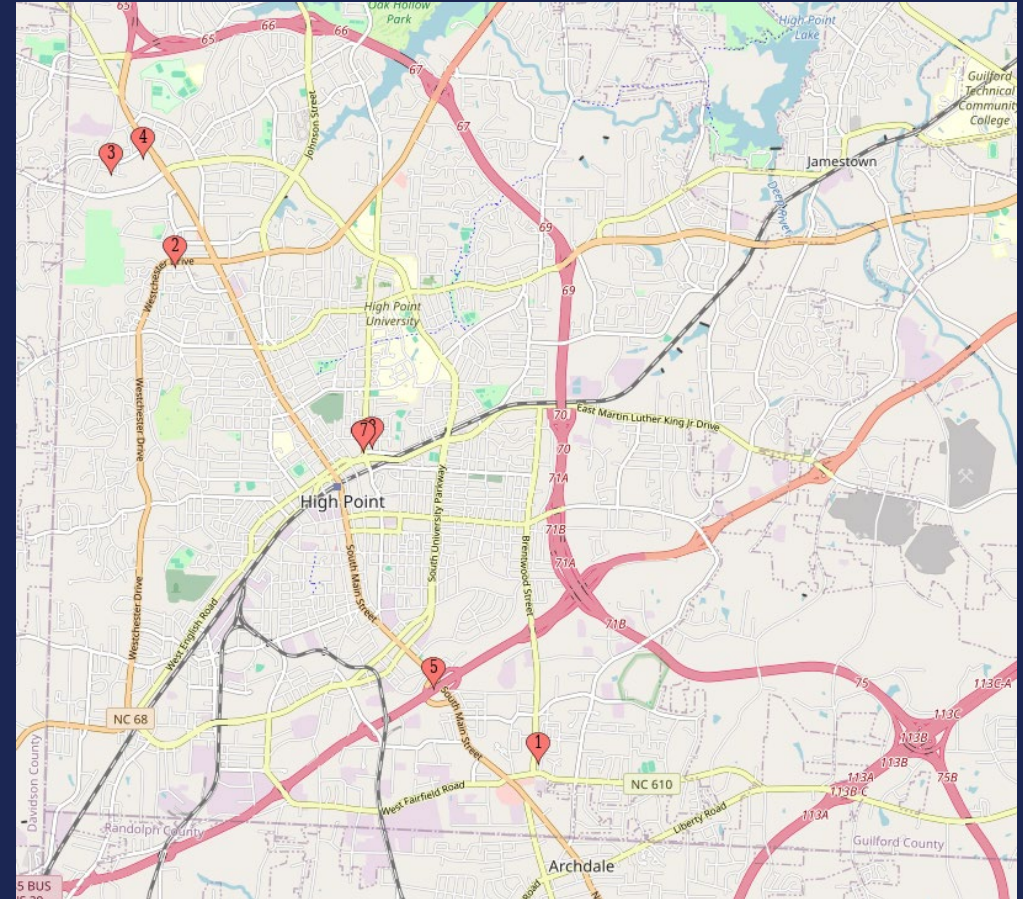 65
Oak Hollow
Park
66
66
65
High Point
Lake
67
Guilford
Technical
Community
College
Johnson Street
67
4
3
Jamestown
Deep River
69
2
Westchester Drive
69
High Point
University
Westchester Drive
70
East Martin Luther King Jr Drive
7
70
71A
High Point
South University Parkway
71B
Brentwood Street
South Main Street
71A
Westchester Drive
West English Road
71B
5
75
113C-A
South Main Street
NC 68
113C
113B
1
113B
Davidson County
113A
75B
NC 610
113B-C
West Fairfield Road
113A
Liberty Road
Randolph County
Guilford County
Archdale
5 BUS
Road